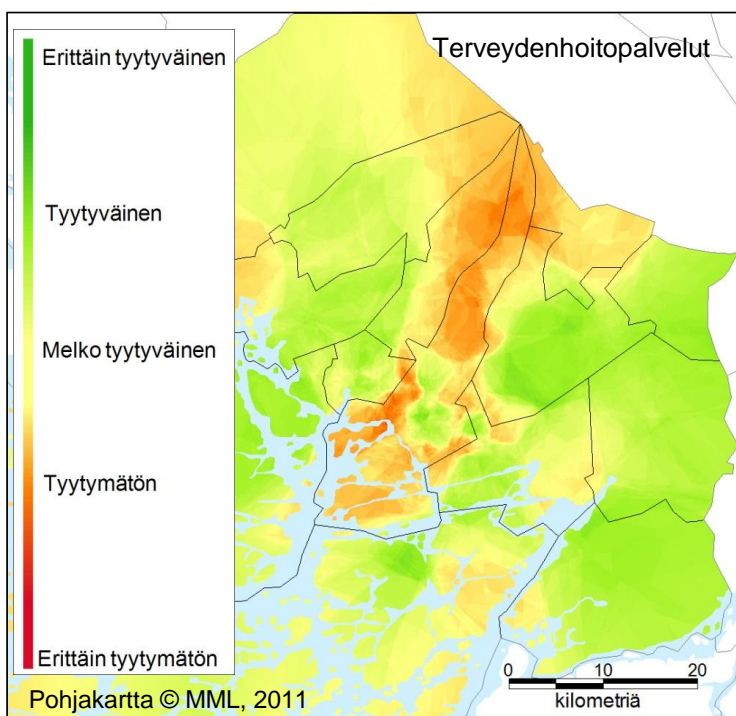 Terveydenhoitopalvelut
Erittäin tyytyväinen
Tyytyväinen
Melko tyytyväinen
Tyytymätön
Erittäin tyytymätön
0 10 20
kilometriä
Pohjakartta © MML, 2011